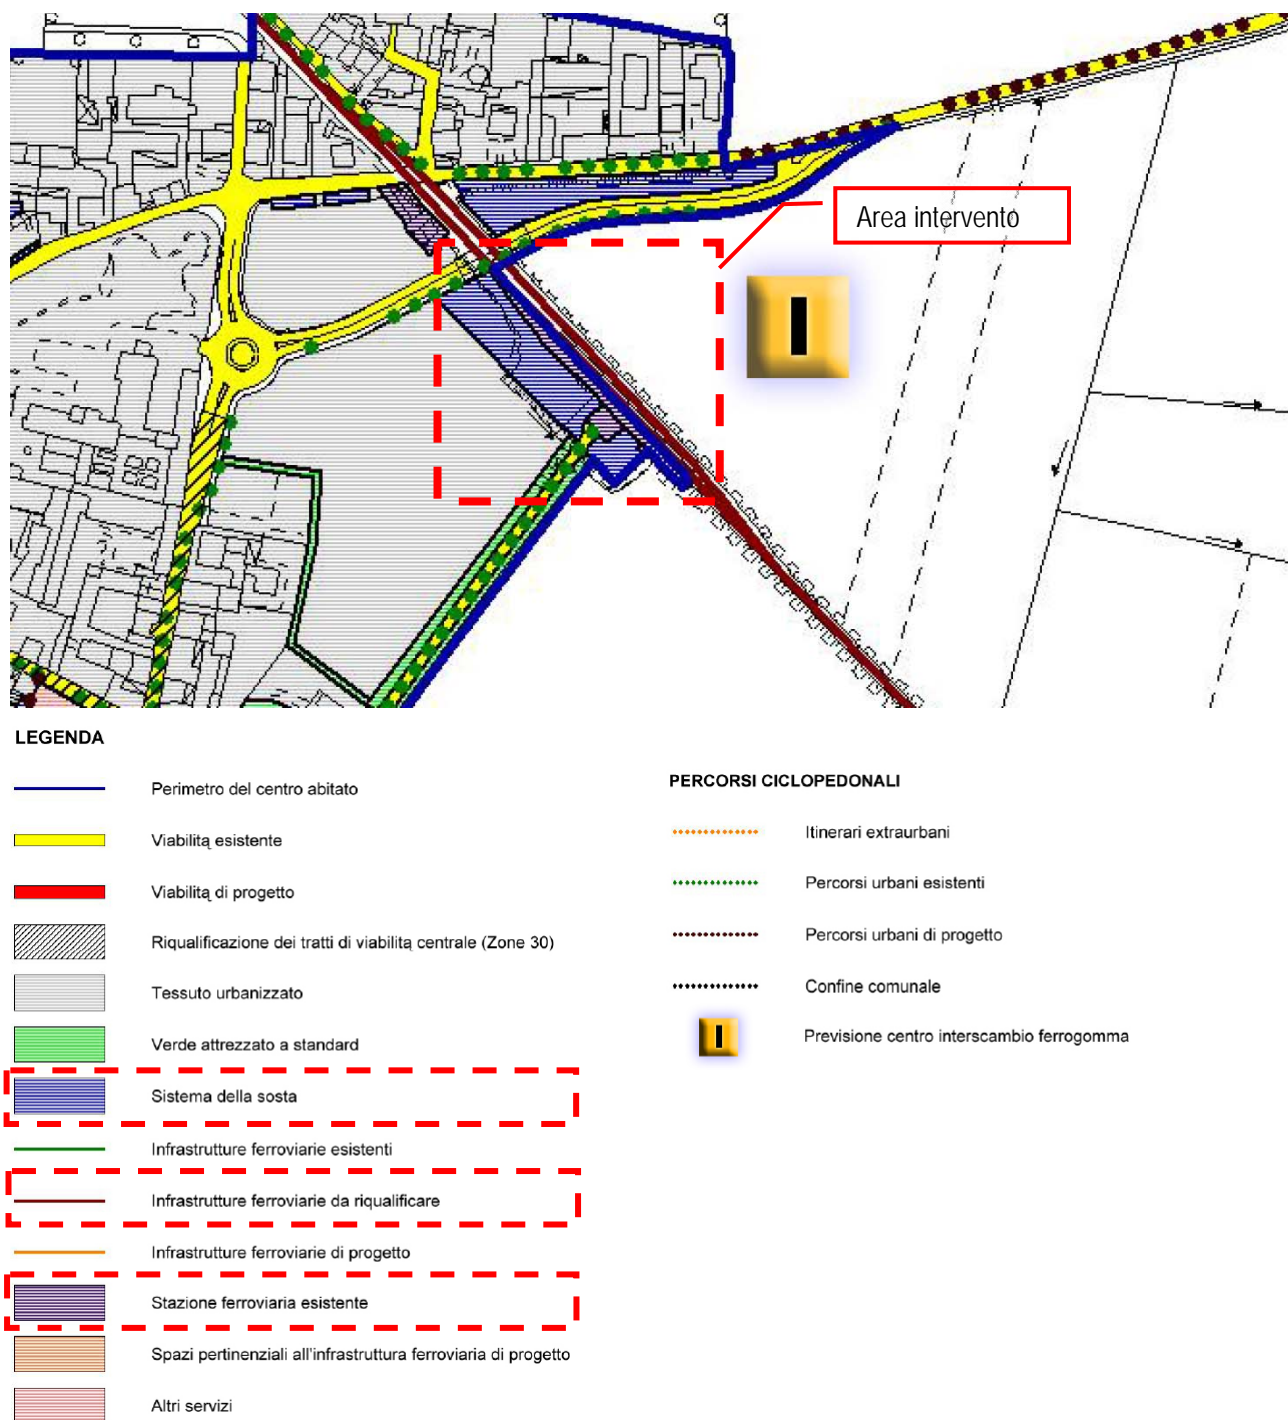 Area intervento
LEGENDA
Perimetro del centro abitato
Viabilitą esistente
Viabilitą di progetto
Riqualificazione dei tratti di viabilitą centrale (Zone 30)
Tessuto urbanizzato
Verde attrezzato a standard
Sistema della sosta
Infrastrutture ferroviarie esistenti
Infrastrutture ferroviarie da riqualificare
Infrastrutture ferroviarie di progetto
Stazione ferroviaria esistente
Spazi pertinenziali all'infrastruttura ferroviaria di progetto
Altri servizi
PERCORSI CICLOPEDONALI
Itinerari extraurbani
Percorsi urbani esistenti
Percorsi urbani di progetto
Confine comunale
Previsione centro interscambio ferrogomma